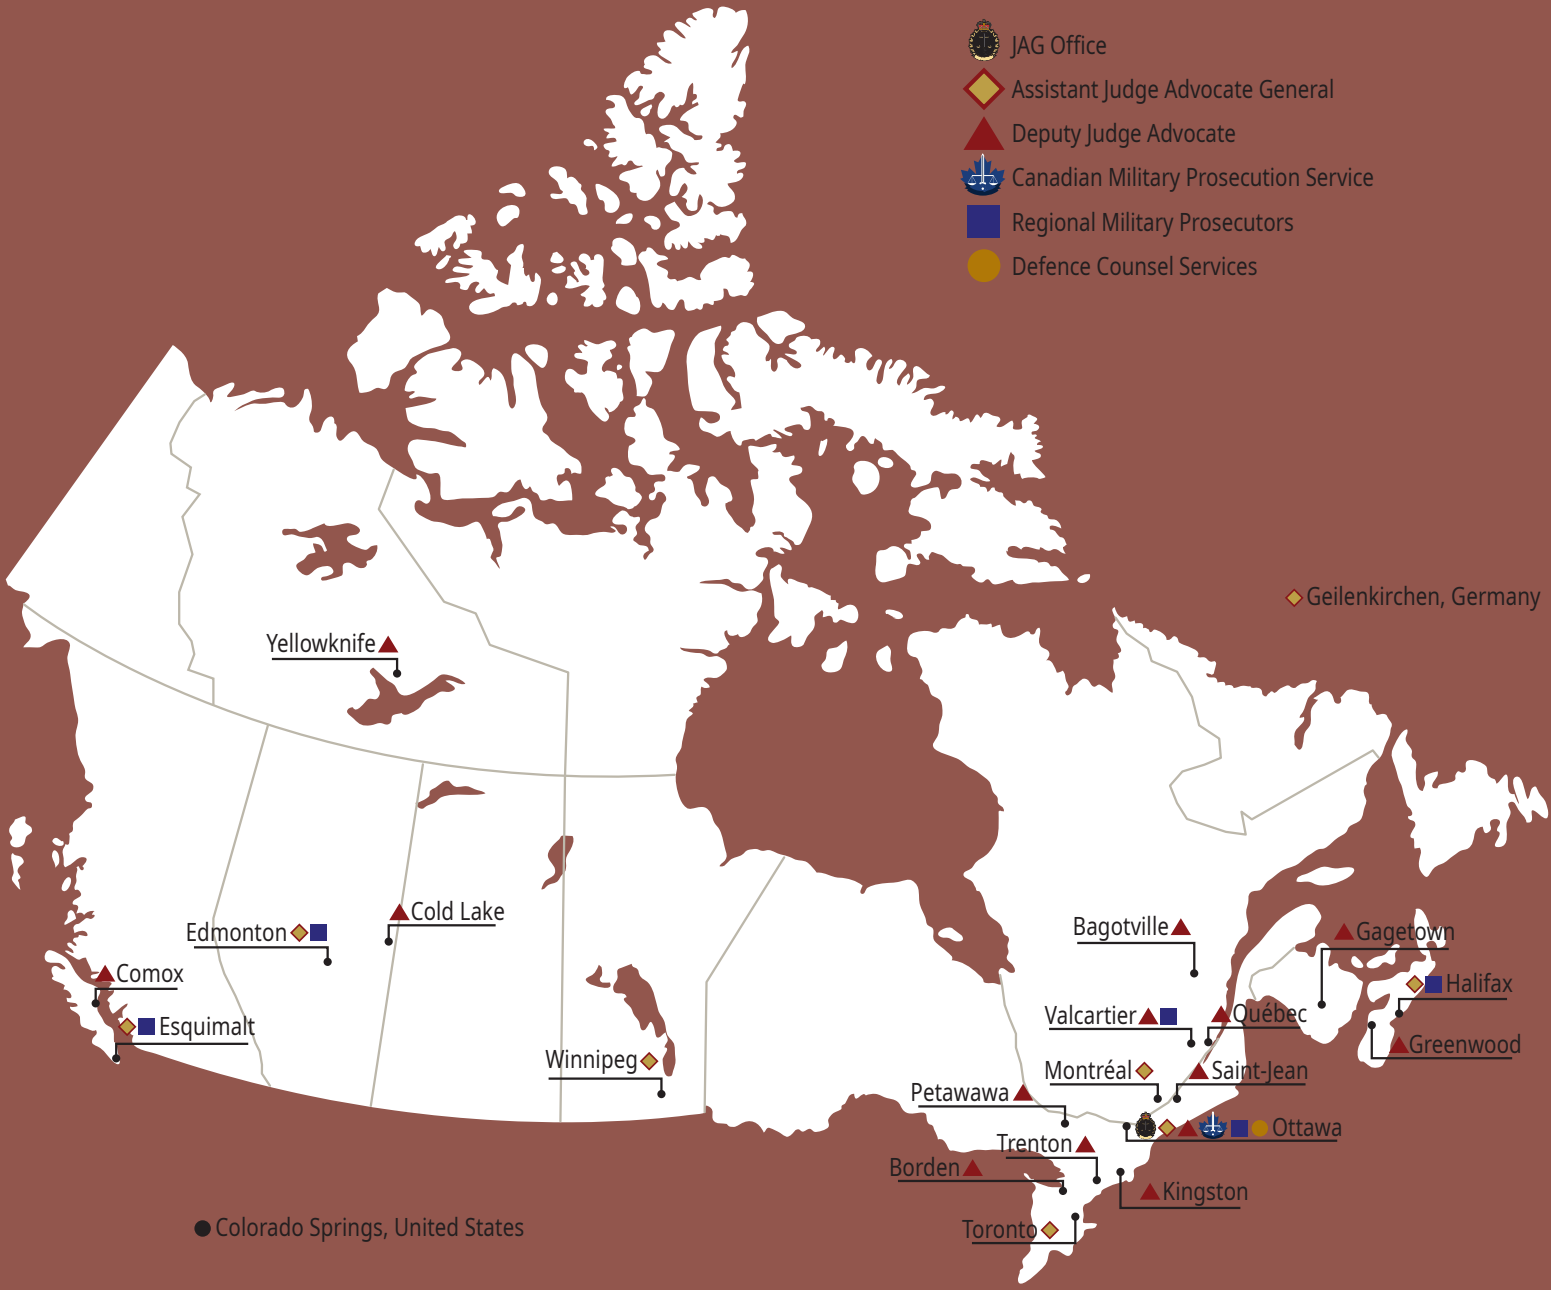 JAG Office
Assistant Judge Advocate General
Deputy Judge Advocate
Canadian Military Prosecution Service
Regional Military Prosecutors
Defence Counsel Services
Geilenkirchen, Germany
Yellowknife
Cold Lake
Edmonton
Bagotville
Gagetown
Comox
Halifax
Esquimalt
Valcartier
Québec
Greenwood
Winnipeg
Montréal
Saint-Jean
Petawawa
Ottawa
Trenton
Borden
Kingston
Toronto
Colorado Springs, United States